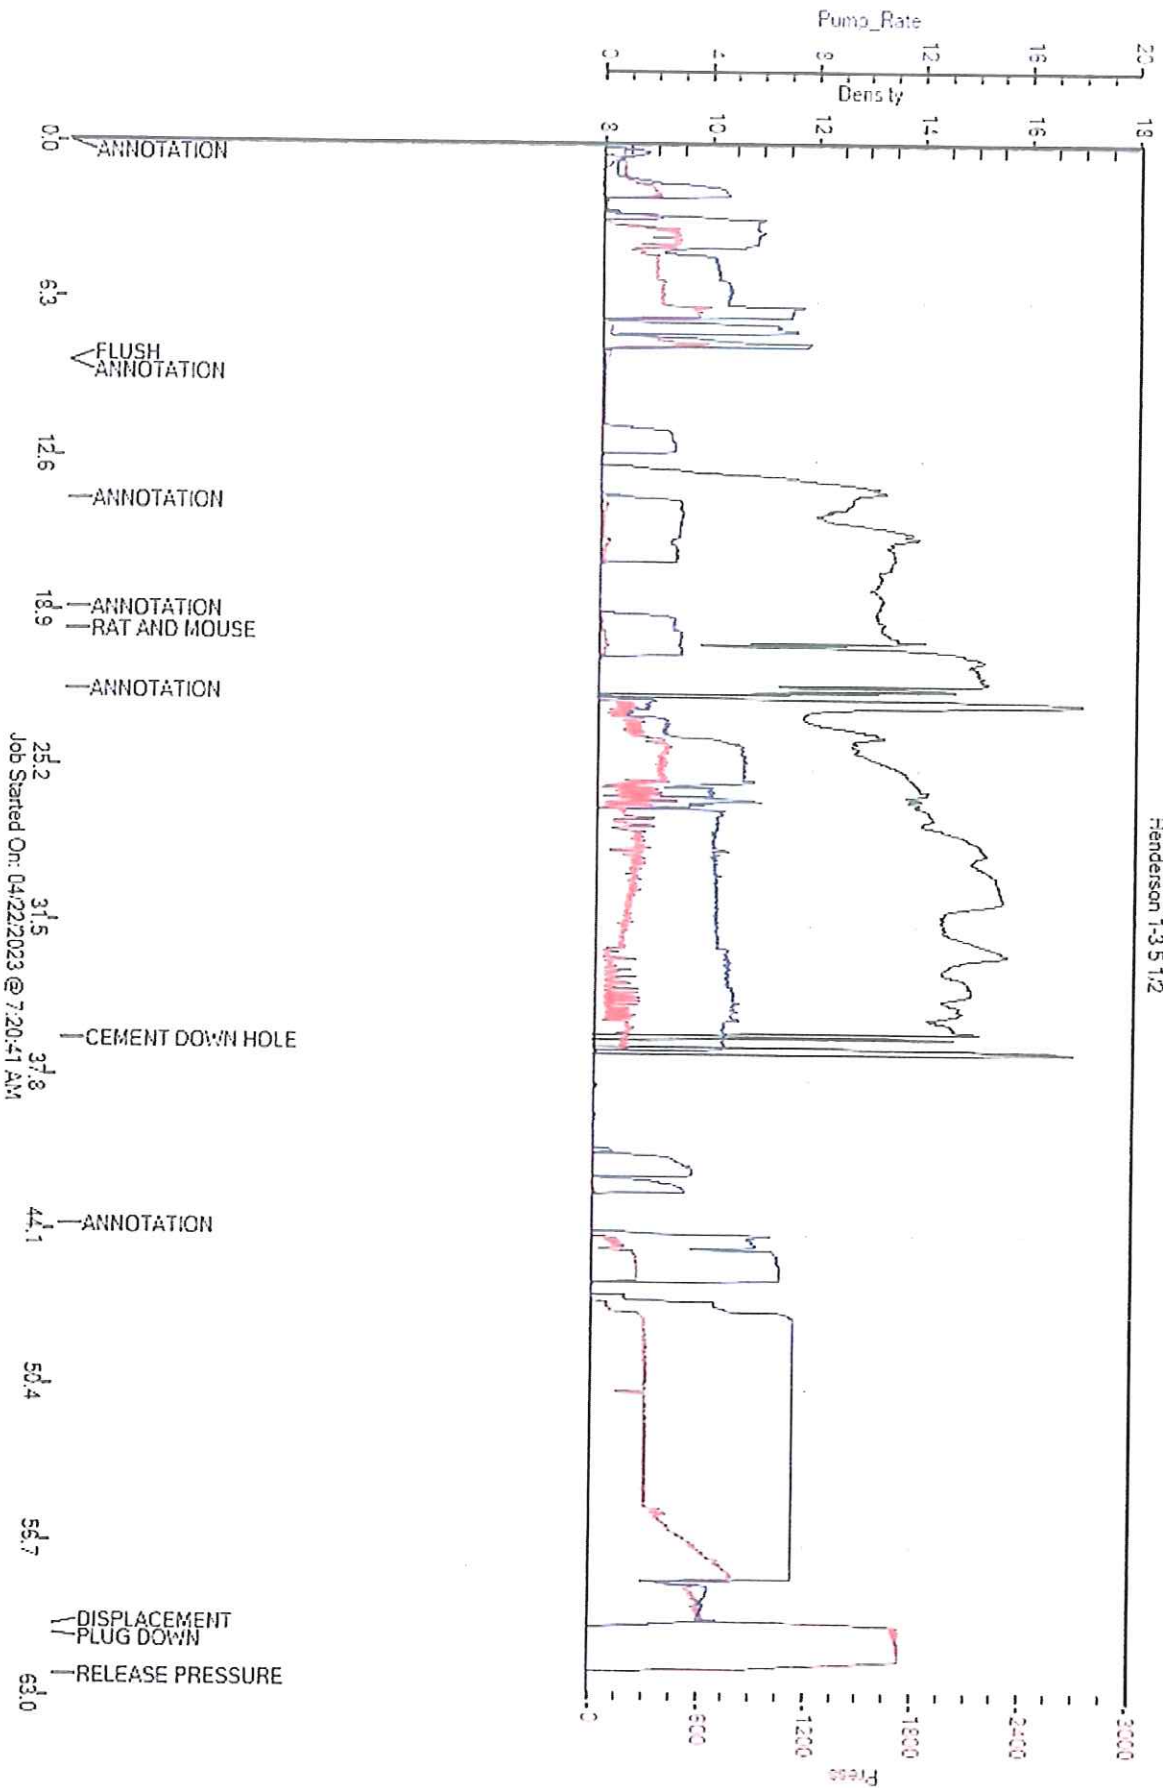 Henderson 1-3 5 1/2
Pump_Rate
0 4 8 12 16 20
Density
8 10 12 14 16 18
ANNOTATION
FLUSH
ANNOTATION
ANNOTATION
ANNOTATION
RAT AND MOUSE
ANNOTATION
CEMENT DOWN HOLE
ANNOTATION
DISPLACEMENT
PLUG DOWN
RELEASE PRESSURE
0.0 6.3 12.6 18.9 25.2 31.5 37.8 44.1 50.4 56.7 63.0
Job Started On: 04/22/2023 @ 7:20:41 AM
0 600 1200 1800 2400 3000
Press